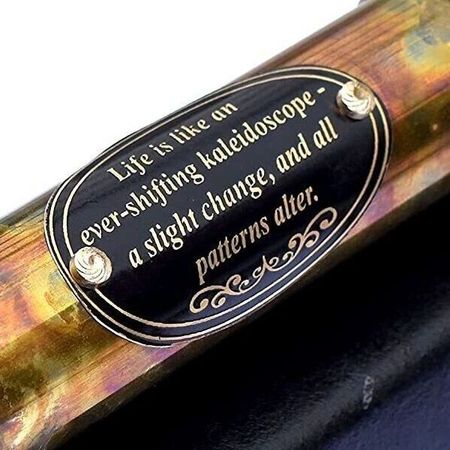 Life is like an
ever-shifting kaleidoscope -
a slight change, and all
patterns alter.